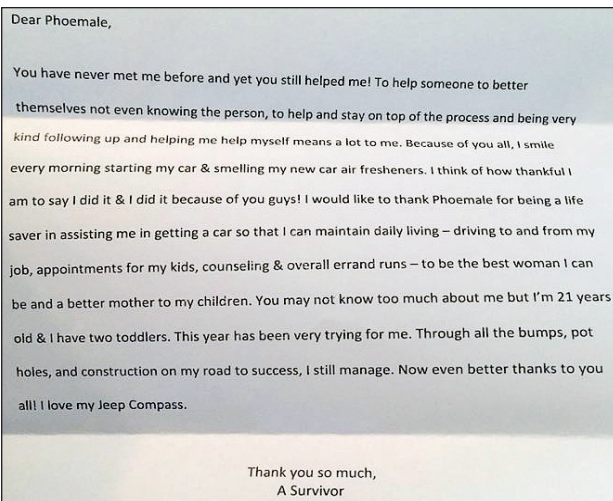 Dear Phoemale,
You have never met me before and yet you still helped me! To help someone to better
themselves not even knowing the person, to help and stay on top of the process and being very
kind following up and helping me help myself means a lot to me. Because of you all, I smile
every morning starting my car & smelling my new car air fresheners. I think of how thankful I
am to say I did it & I did it because of you guys! I would like to thank Phoemale for being a life
saver in assisting me in getting a car so that I can maintain daily living – driving to and from my
job, appointments for my kids, counseling & overall errand runs – to be the best woman I can
be and a better mother to my children. You may not know too much about me but I'm 21 years
old & I have two toddlers. This year has been very trying for me. Through all the bumps, pot
holes, and construction on my road to success, I still manage. Now even better thanks to you
all! I love my Jeep Compass.
Thank you so much,
A Survivor